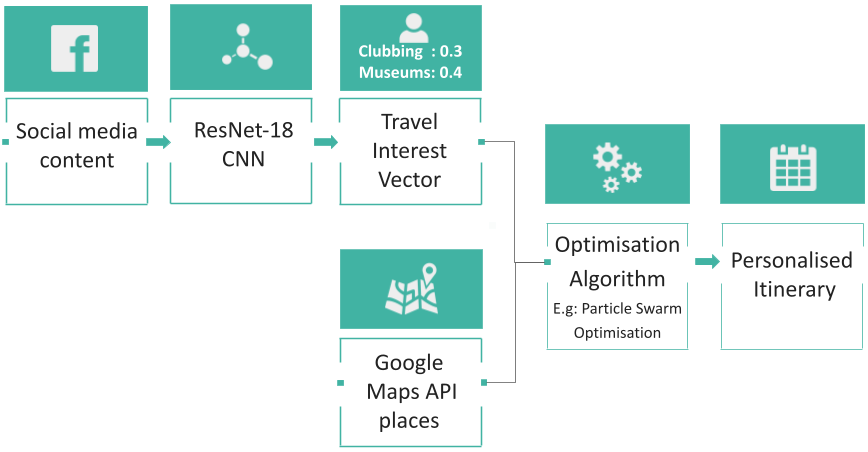 Clubbing : 0.3
Museums: 0.4
Social media
content
ResNet-18
CNN
Travel
Interest
Vector
Optimisation
Algorithm
E.g: Particle Swarm
Optimisation
Personalised
Itinerary
Google
Maps API
places